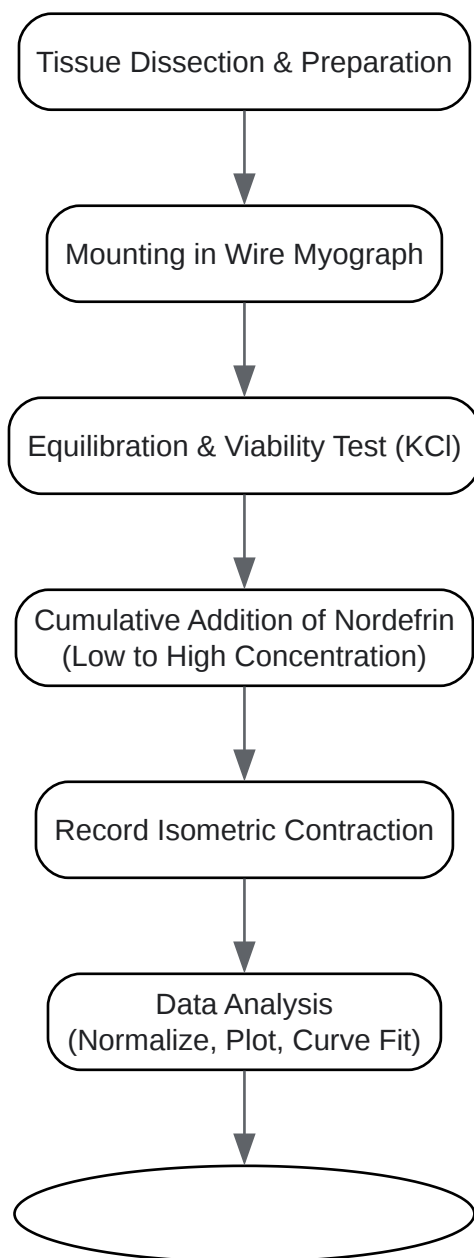 Tissue Dissection & Preparation
Mounting in Wire Myograph
Equilibration & Viability Test (KCl)
Cumulative Addition of Nordefrin
(Low to High Concentration)
Record Isometric Contraction
Data Analysis
(Normalize, Plot, Curve Fit)